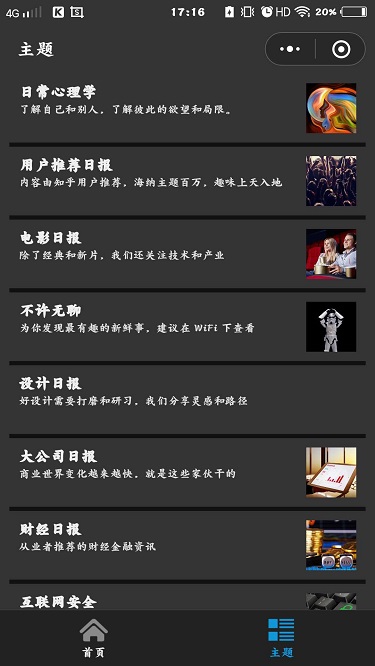 4G 17:16 HD 20%
主题
日常心理学
了解自己和别人，了解彼此的欲望和局限。
用户推荐日报
内容由知乎用户推荐，海纳主题百万，趣味上天入地
电影日报
除了经典和新片，我们还关注技术和产业
不许无聊
为你发现最有趣的新鲜事，建议在 WiFi 下查看
设计日报
好设计需要打磨和研习，我们分享灵感和路径
大公司日报
商业世界变化越来越快，就是这些家伙干的
财经日报
从业者推荐的财经金融资讯
互联网安全
首页 主题